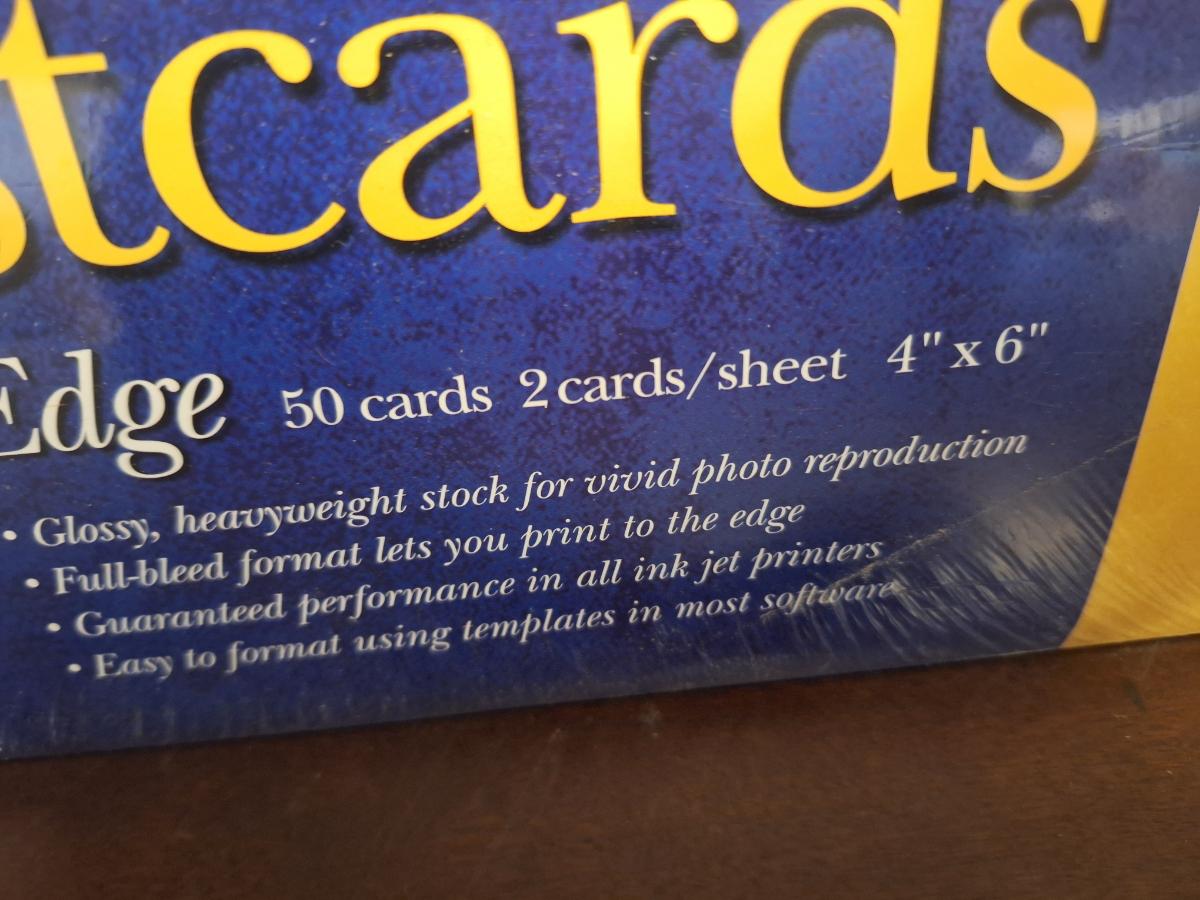 stcards
Edge 50 cards 2 cards/sheet 4" x 6"
• Glossy, heavyweight stock for vivid photo reproduction
• Full-bleed format lets you print to the edge
• Guaranteed performance in all ink jet printers
• Easy to format using templates in most software